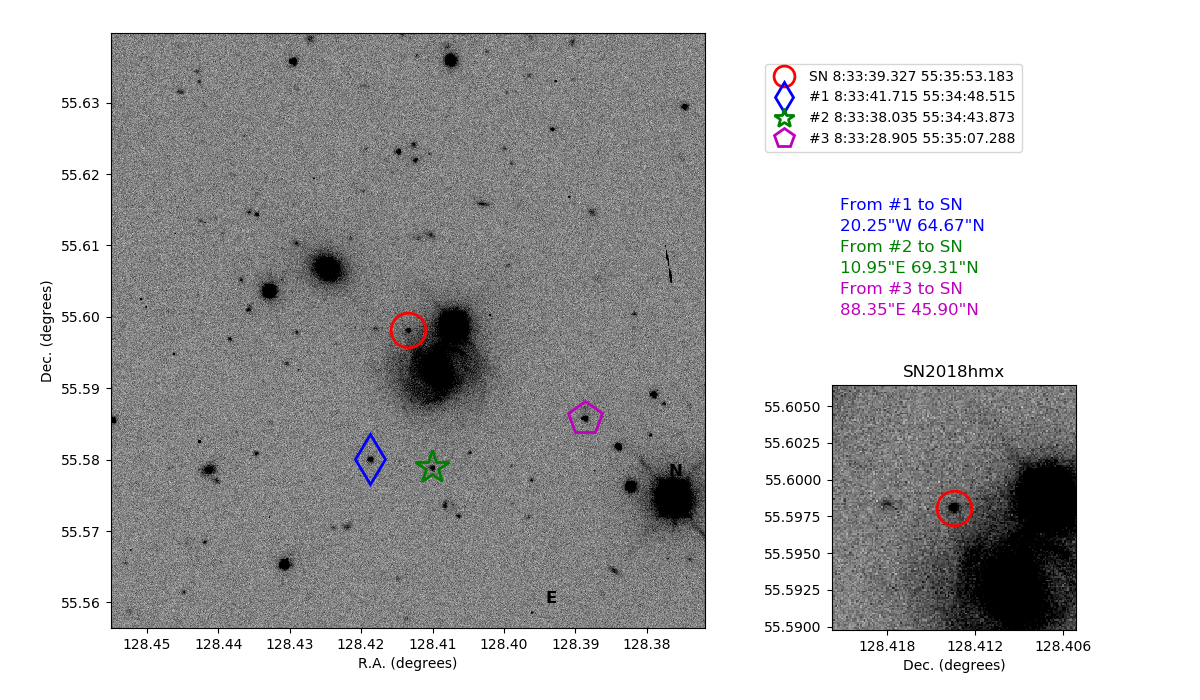 55.63
55.62
55.61
55.60
55.59
55.58
55.57
55.56
Dec. (degrees)
128.45 128.44 128.43 128.42 128.41 128.40 128.39 128.38
R.A. (degrees)
N
E
SN 8:33:39.327 55:35:53.183
#1 8:33:41.715 55:34:48.515
#2 8:33:38.035 55:34:43.873
#3 8:33:28.905 55:35:07.288
From #1 to SN
20.25"W 64.67"N
From #2 to SN
10.95"E 69.31"N
From #3 to SN
88.35"E 45.90"N
SN2018hmx
55.6050
55.6025
55.6000
55.5975
55.5950
55.5925
55.5900
128.418 128.412 128.406
Dec. (degrees)